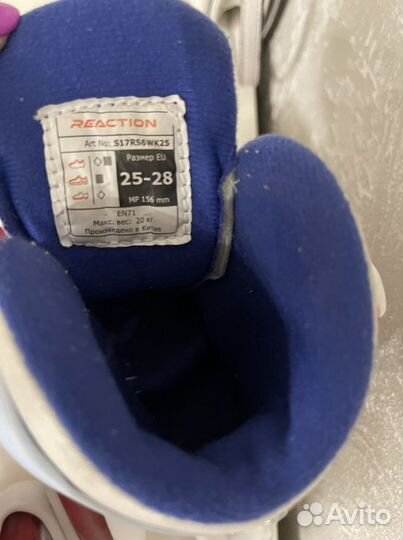 REACTION
Art No: S17RS6WK25
Размер EU
25-28
MP 156 mm
EN71
Макс. вес: 20 кг
Произведено в Китае
Avito